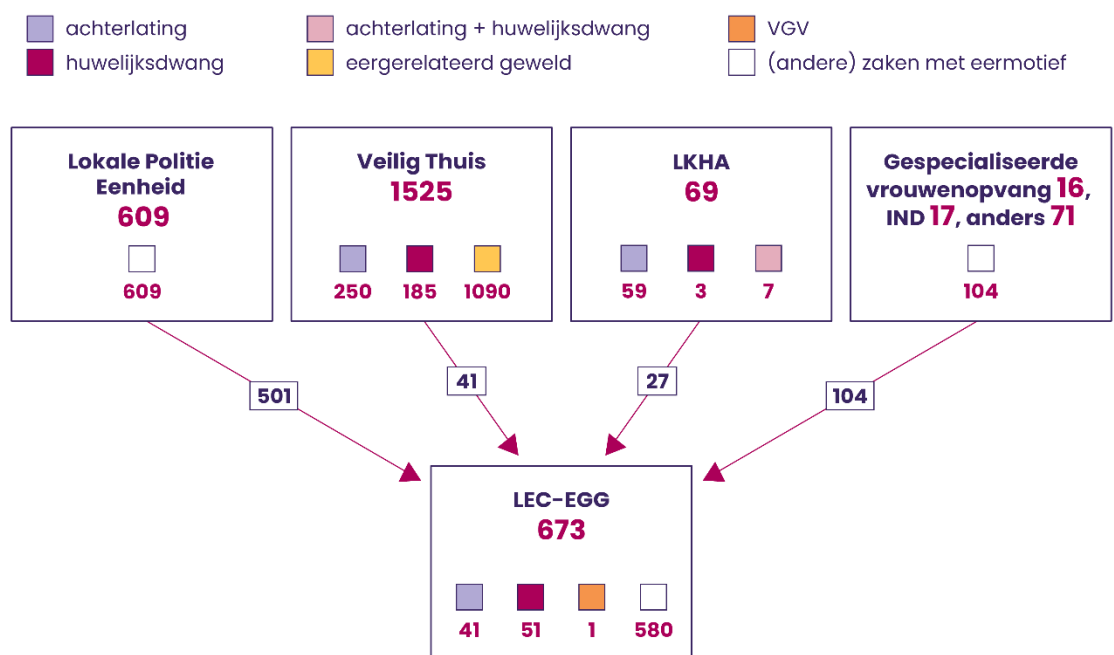 achterlating
achterlating + huwelijksdwang
VGV
huwelijksdwang
eergerelateerd geweld
(andere) zaken met eermotief
Lokale Politie
Eenheid
609
609
Veilig Thuis
1525
250 185 1090
LKHA
69
59 3 7
Gespecialiseerde
vrouwenopvang 16,
IND 17, anders 71
104
501
41
27
104
LEC-EGG
673
41 51 1 580